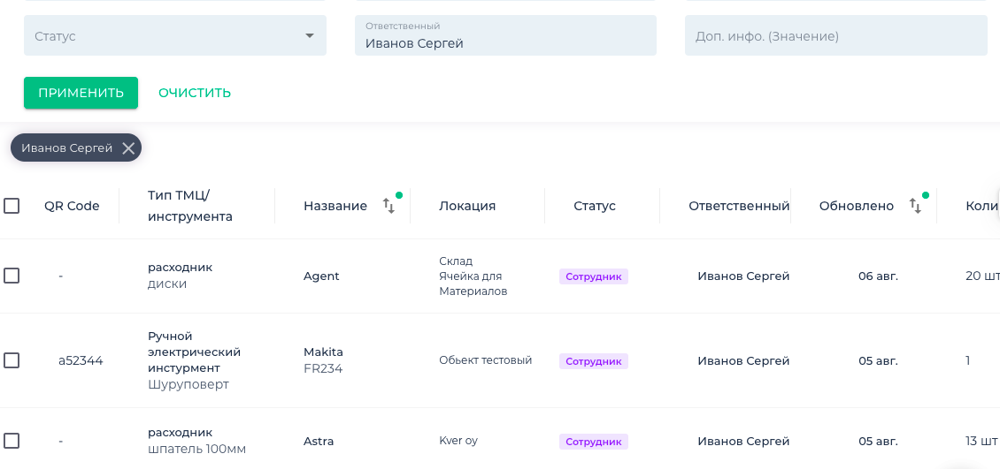 Статус
Ответственный
Иванов Сергей
Доп. инфо. (Значение)
ПРИМЕНИТЬ
ОЧИСТИТЬ
Иванов Сергей
QR Code
Тип ТМЦ/
инструмента
Название
Локация
Статус
Ответственный
Обновлено
Коли
-
расходник
диски
Agent
Склад
Ячейка для
Материалов
Сотрудник
Иванов Сергей
06 авг.
20 шт
a52344
Ручной
электрический
инстурмент
Шуруповерт
Makita
FR234
Обьект тестовый
Сотрудник
Иванов Сергей
05 авг.
1
-
расходник
шпатель 100мм
Astra
Kver oy
Сотрудник
Иванов Сергей
05 авг.
13 шт